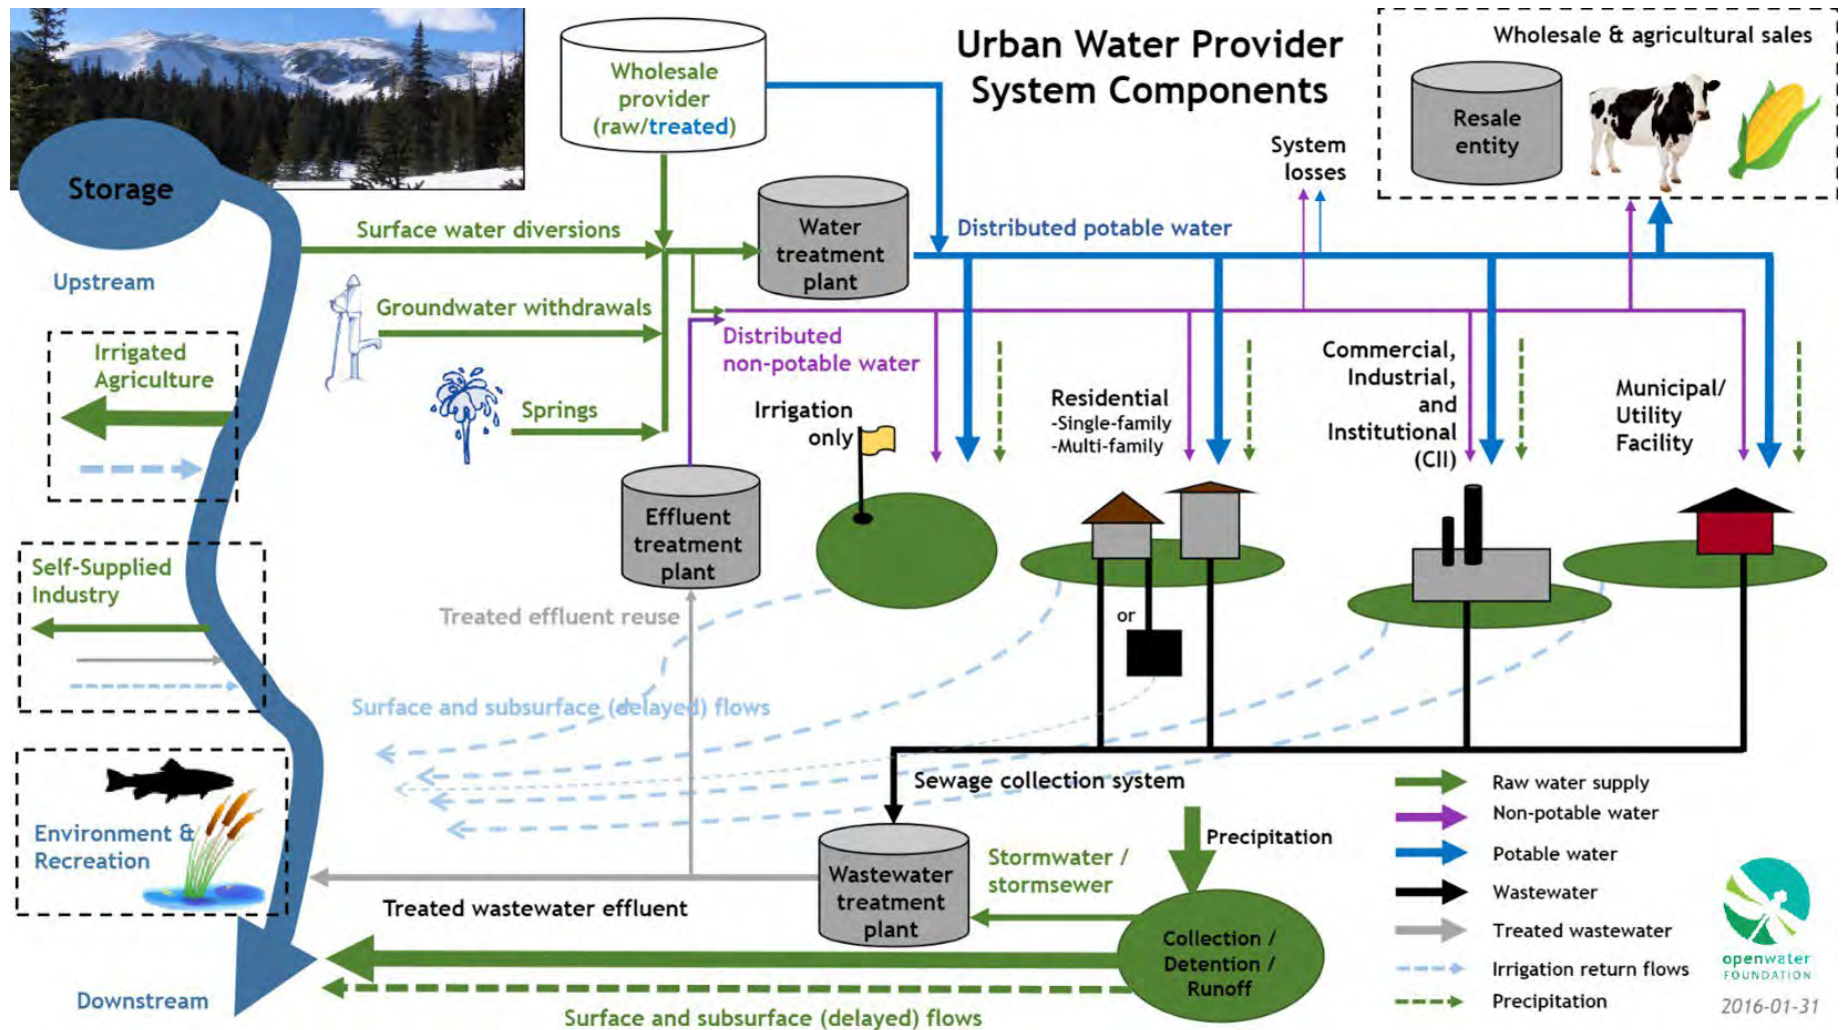 Urban Water Provider
System Components
Wholesale
provider
(raw/treated)
Wholesale & agricultural sales
Resale
entity
System
losses
Storage
Water
treatment
plant
Surface water diversions
Distributed potable water
Upstream
Groundwater withdrawals
Distributed
non-potable water
Irrigated
Agriculture
Springs
Irrigation
only
Residential
-Single-family
-Multi-family
Commercial,
Industrial,
and
Institutional
(CII)
Municipal/
Utility
Facility
Effluent
treatment
plant
Self-Supplied
Industry
Treated effluent reuse
or
Surface and subsurface (delayed) flows
Sewage collection system
Environment &
Recreation
Wastewater
treatment
plant
Stormwater /
stormsewer
Precipitation
Treated wastewater effluent
Collection /
Detention /
Runoff
Downstream
Surface and subsurface (delayed) flows
Raw water supply
Non-potable water
Potable water
Wastewater
Treated wastewater
Irrigation return flows
Precipitation
openwater
FOUNDATION
2016-01-31